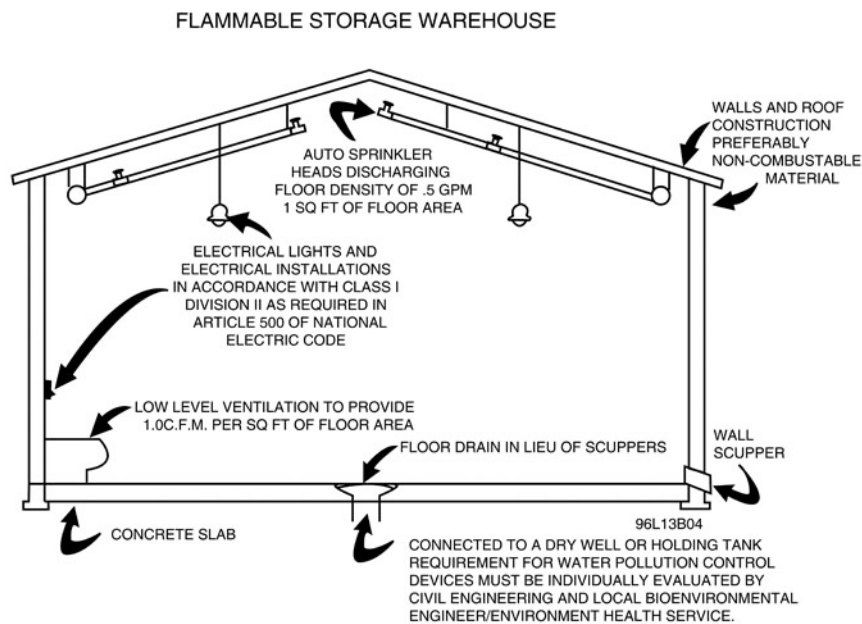 FLAMMABLE STORAGE WAREHOUSE
WALLS AND ROOF
CONSTRUCTION
PREFERABLY
NON-COMBUSTABLE
MATERIAL
AUTO SPRINKLER
HEADS DISCHARGING
FLOOR DENSITY OF .5 GPM
1 SQ FT OF FLOOR AREA
ELECTRICAL LIGHTS AND
ELECTRICAL INSTALLATIONS
IN ACCORDANCE WITH CLASS I
DIVISION II AS REQUIRED IN
ARTICLE 500 OF NATIONAL
ELECTRIC CODE
LOW LEVEL VENTILATION TO PROVIDE
1.0C.F.M. PER SQ FT OF FLOOR AREA
FLOOR DRAIN IN LIEU OF SCUPPERS
WALL
SCUPPER
96L13B04
CONCRETE SLAB
CONNECTED TO A DRY WELL OR HOLDING TANK
REQUIREMENT FOR WATER POLLUTION CONTROL
DEVICES MUST BE INDIVIDUALLY EVALUATED BY
CIVIL ENGINEERING AND LOCAL BIOENVIRONMENTAL
ENGINEER/ENVIRONMENT HEALTH SERVICE.